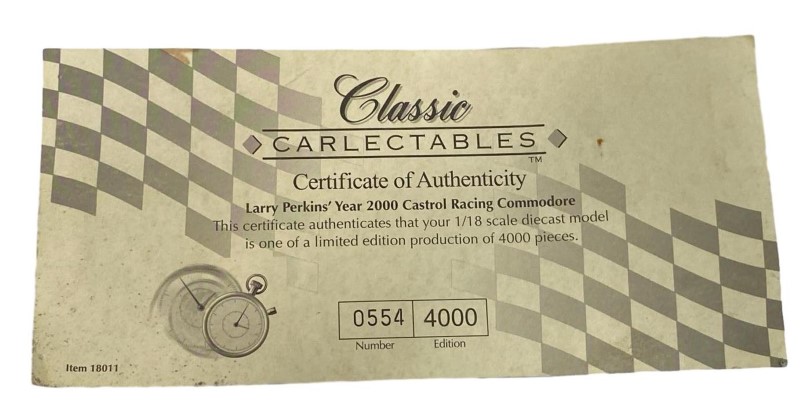 Classic
CARLECTABLES
TM
Certificate of Authenticity
Larry Perkins' Year 2000 Castrol Racing Commodore
This certificate authenticates that your 1/18 scale diecast model
is one of a limited edition production of 4000 pieces.
0554 4000
Number Edition
Item 18011